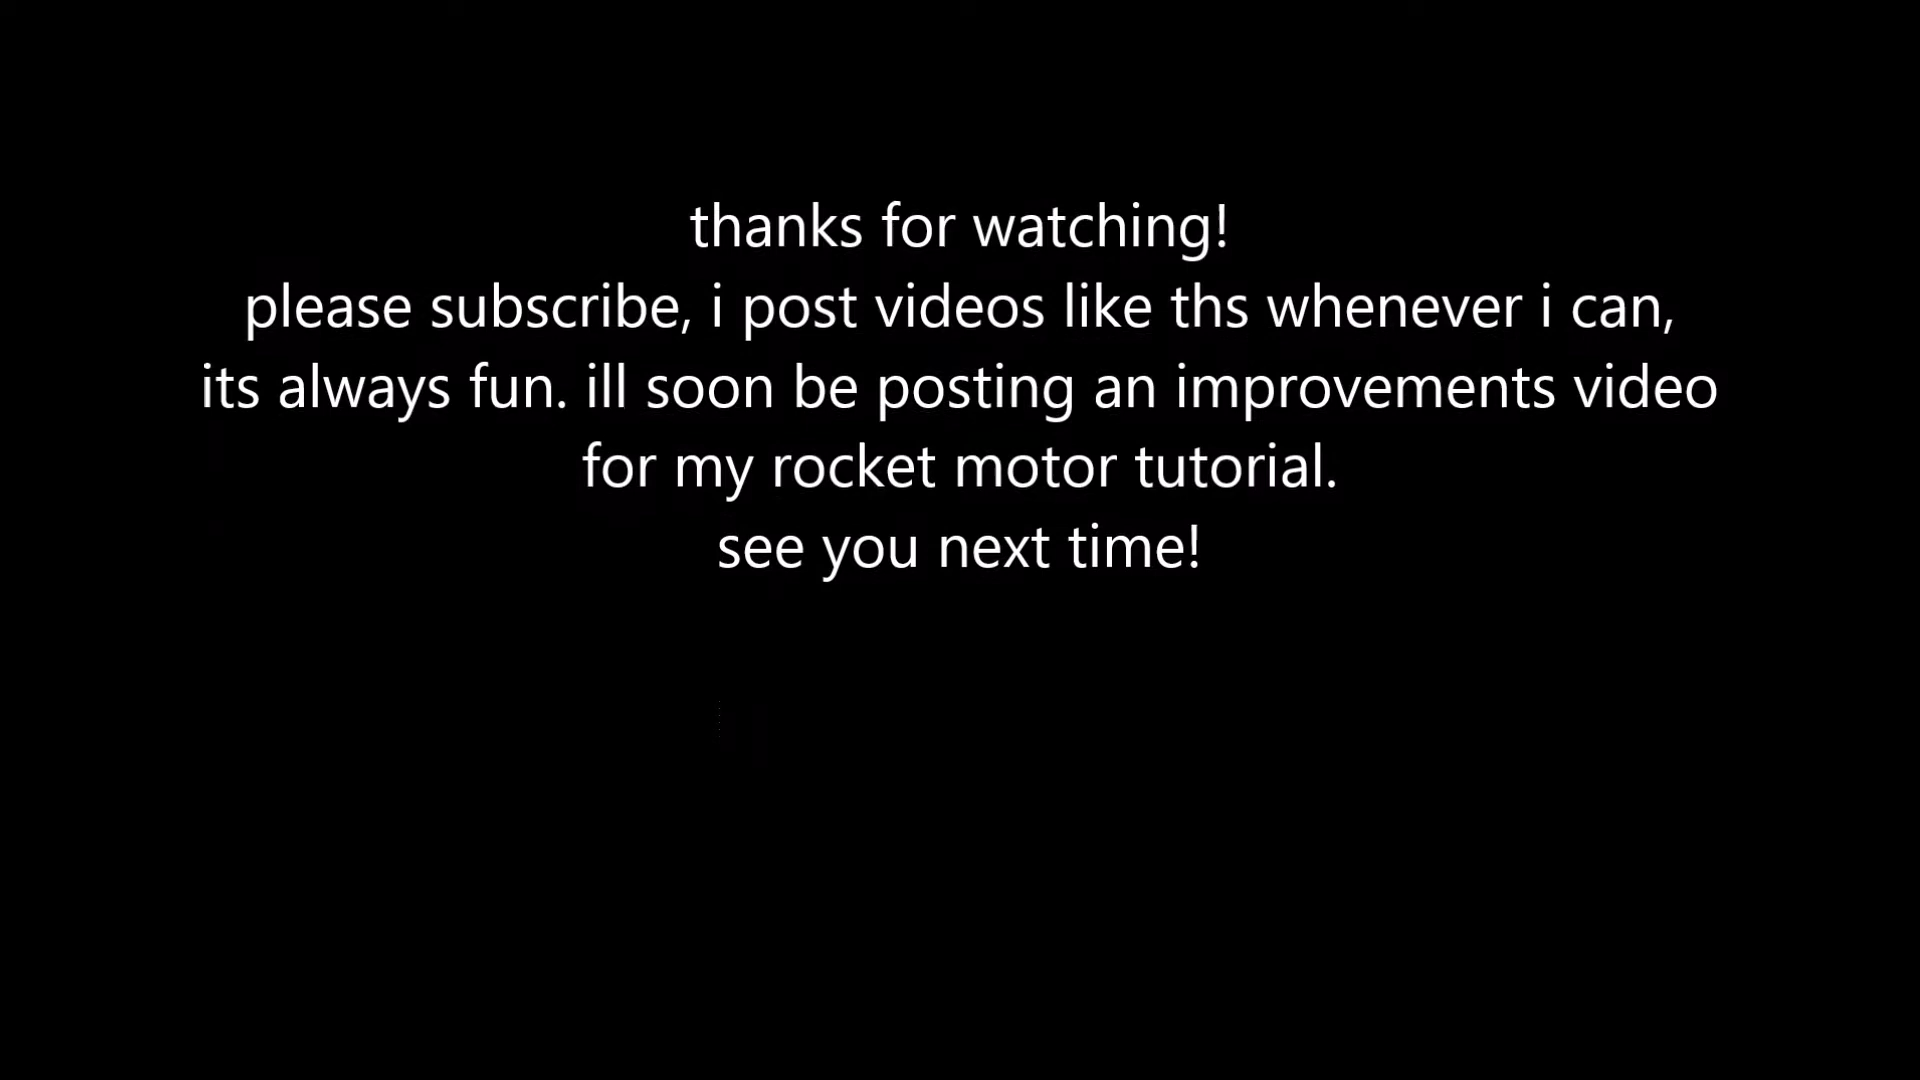 thanks for watching!
please subscribe, i post videos like ths whenever i can,
its always fun. ill soon be posting an improvements video
for my rocket motor tutorial.
see you next time!